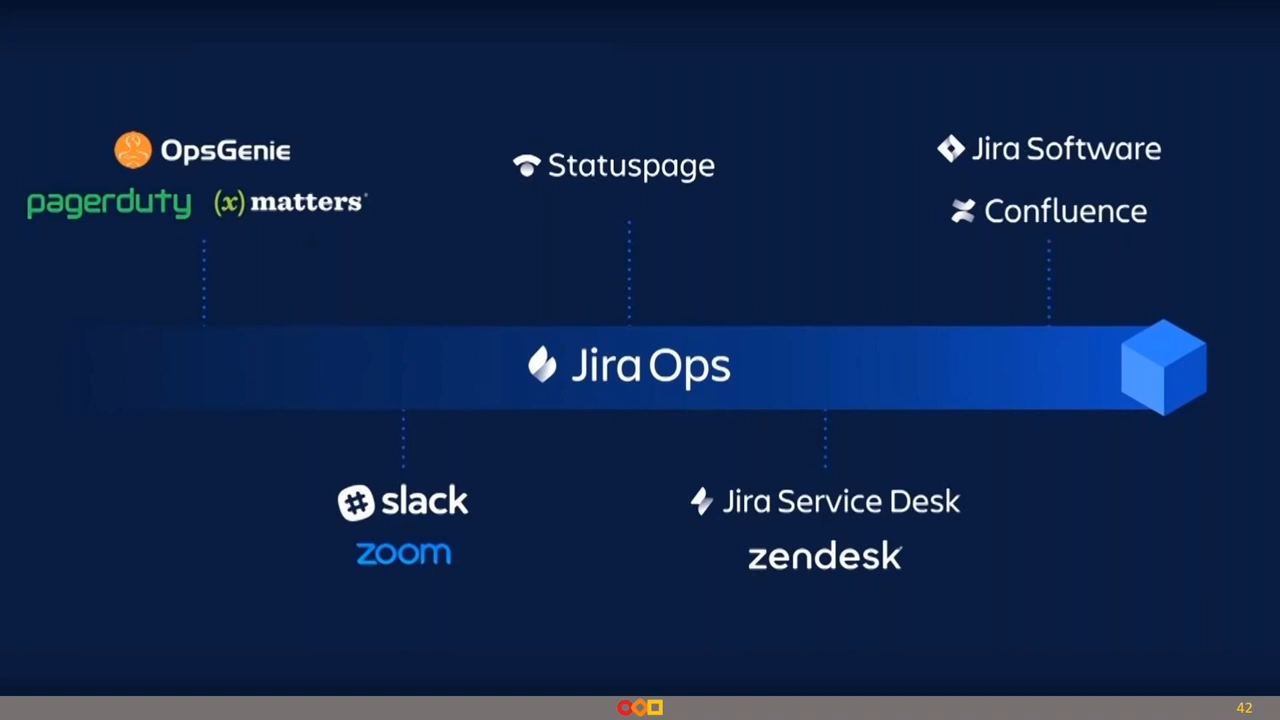 OpsGenie
pagerduty (x)matters
Statuspage
Jira Software
Confluence
Jira Ops
slack
zoom
Jira Service Desk
zendesk
42